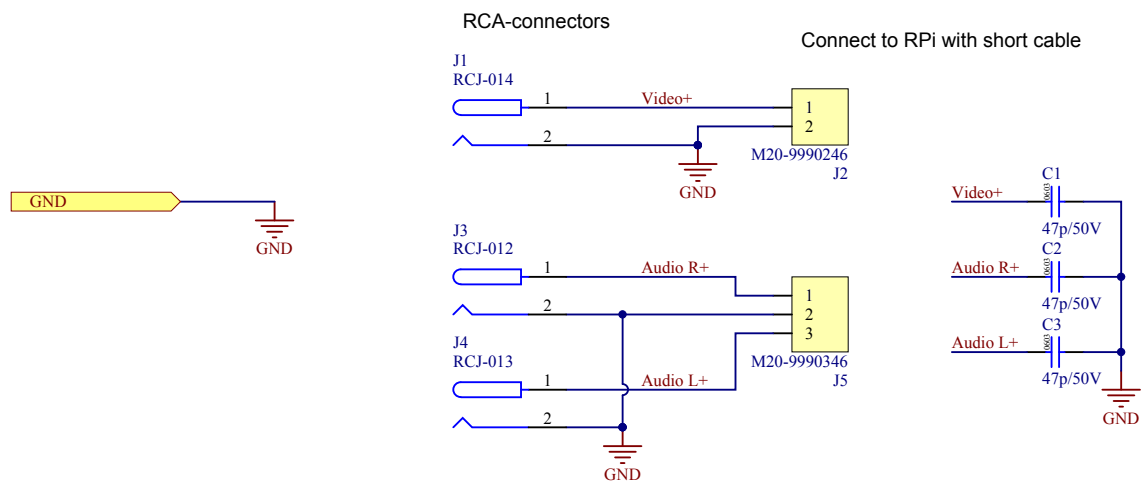 RCA-connectors
Connect to RPi with short cable
J1
RCJ-014
1
Video+
1
2
2
M20-9990246
J2
GND
GND
GND
J3
RCJ-012
1
Audio R+
1
2
2
3
J4
RCJ-013
M20-9990346
J5
1
Audio L+
2
GND
C1
Video+
0603
47p/50V
C2
Audio R+
0603
47p/50V
C3
Audio L+
0603
47p/50V
GND